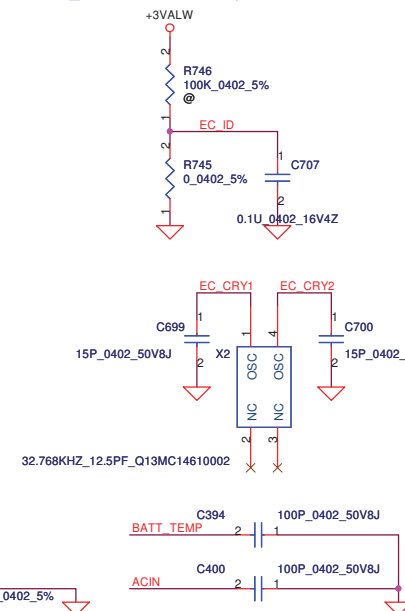 +3VALW
2
R746
100K_0402_5%
@
1
EC_ID
2
R745
0_0402_5%
1
1
C707
2
0.1U_0402_16V4Z
EC_CRY1
EC_CRY2
1
C699
15P_0402_50V8J
2
1
4
X2
OSC
OSC
NC
NC
2
3
1
C700
15P_0402_
2
32.768KHZ_12.5PF_Q13MC14610002
C394
100P_0402_50V8J
BATT_TEMP
2
1
C400
100P_0402_50V8J
ACIN
2
1
_0402_5%